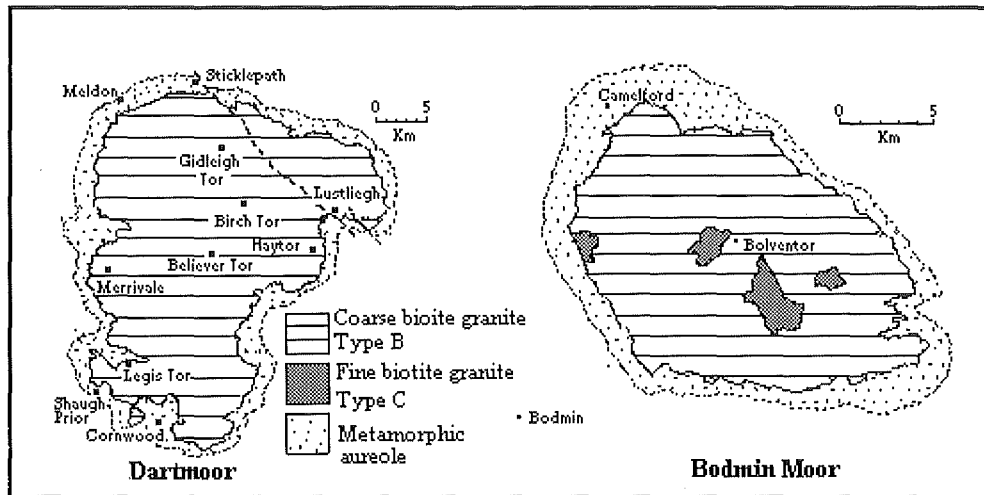 Sticklepath
Meldon
0 5
Km
Gidleigh
Tor
Lustliegh
Birch Tor
Haytor
Believer Tor
Merrivale
Legis Tor
Shaugh
Prior
Cornwood
Dartmoor
Coarse bioite granite
Type B
Fine biotite granite
Type C
Metamorphic
aureole
Camelford
0 5
Km
Bolventor
Bodmin
Bodmin Moor